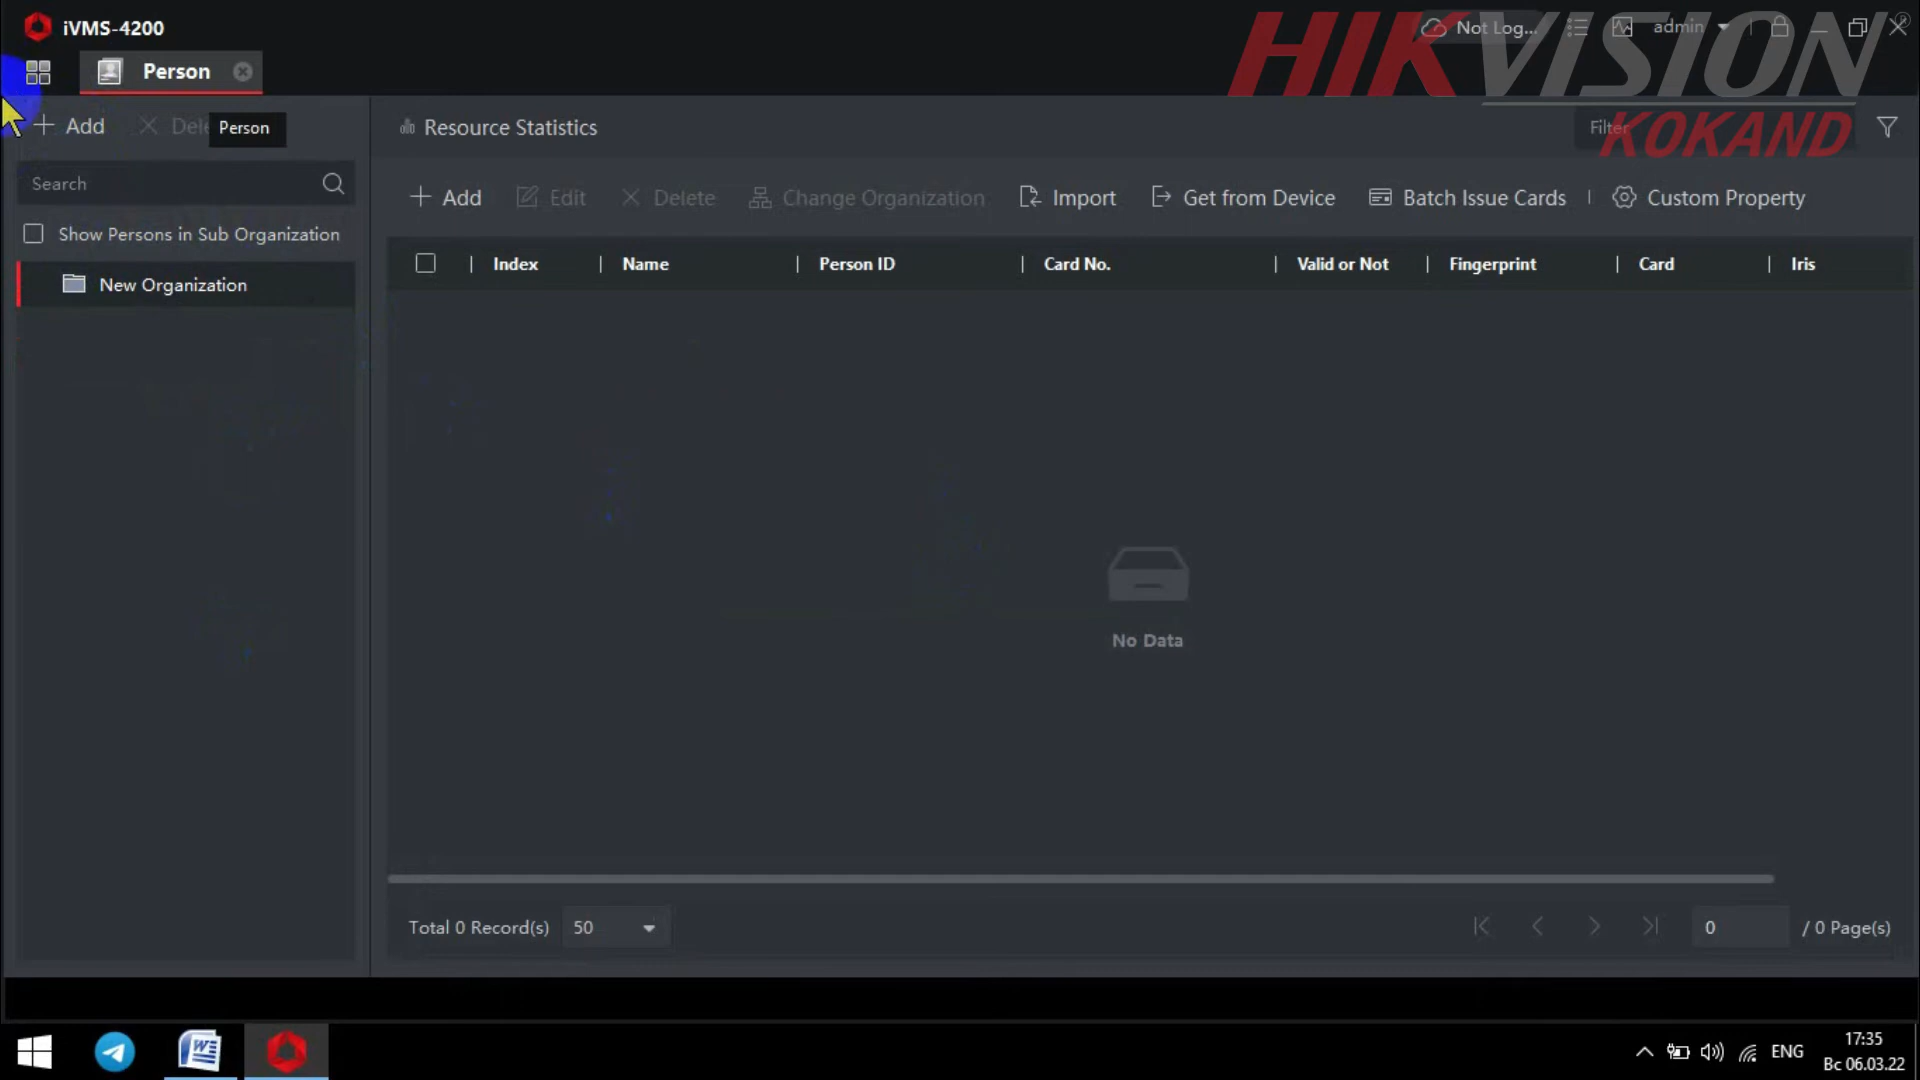 iVMS-4200
Not Log...
admin
HIKVISION
KOKAND
Person
Add
Dele
Person
Resource Statistics
Filter
Search
Add
Edit
Delete
Change Organization
Import
Get from Device
Batch Issue Cards
Custom Property
Show Persons in Sub Organization
New Organization
Index
Name
Person ID
Card No.
Valid or Not
Fingerprint
Card
Iris
No Data
Total 0 Record(s)
50
0
/ 0 Page(s)
ENG
17:35
Вс 06.03.22